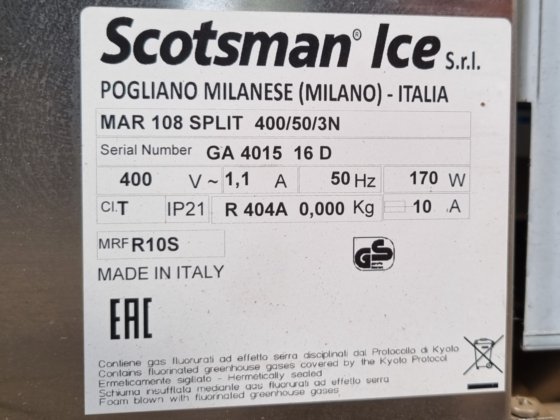 Scotsman® Ice S.r.l.
POGLIANO MILANESE (MILANO) - ITALIA
MAR 108 SPLIT 400/50/3N
Serial Number GA 4015 16 D
400 V~ 1,1 A 50 Hz 170 W
Cl.T IP21 R 404A 0,000 Kg 10 A
MRF R10S
GS
MADE IN ITALY
EAC
Contiene gas fluorurati ad effetto serra disciplinati dal Protocollo di Kyoto
Contains fluorinated greenhouse gases covered by the Kyoto Protocol
Ermeticamente sigillato - Hermetically sealed
Schiuma insufflata mediante gas fluorurati ad effetto serra
Foam blown with fluorinated greenhouse gases